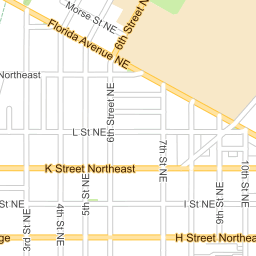 Morse St NE
6th Street NE
Florida Avenue NE
Northeast
6th Street NE
L St NE
K Street Northeast
7th St NE
3rd St NE
4th St NE
5th St NE
I St NE
9th St NE
10th St NE
ge
H Street Northea